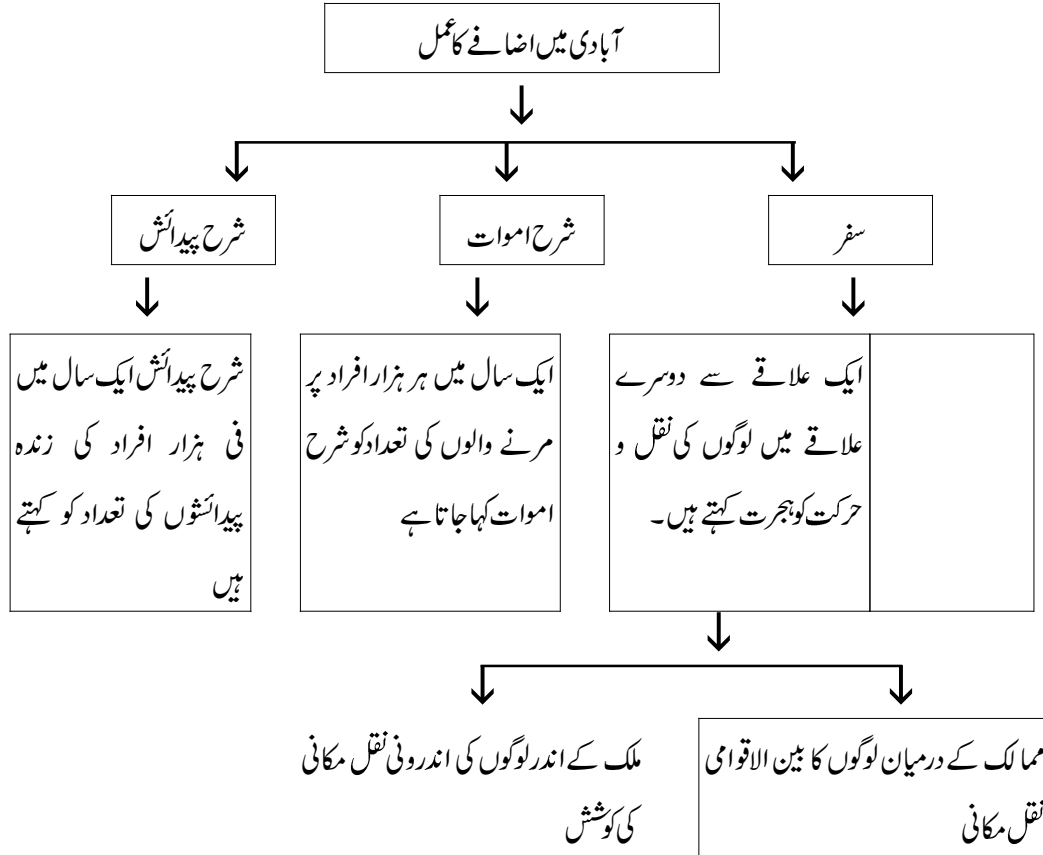 آبادی میں اضافے کا عمل
سفر
شرح اموات
شرح پیدائش
ایک علاقے سے دوسرے
علاقے میں لوگوں کی نقل و
حرکت کو ہجرت کہتے ہیں۔
ایک سال میں ہر ہزار افراد پر
مرنے والوں کی تعداد کو شرح
اموات کہا جاتا ہے
شرح پیدائش ایک سال میں
فی ہزار افراد کی زندہ
پیدائشوں کی تعداد کو کہتے
ہیں
ممالک کے درمیان لوگوں کا بین الاقوامی
نقل مکانی
ملک کے اندر لوگوں کی اندرونی نقل مکانی
کی کوشش